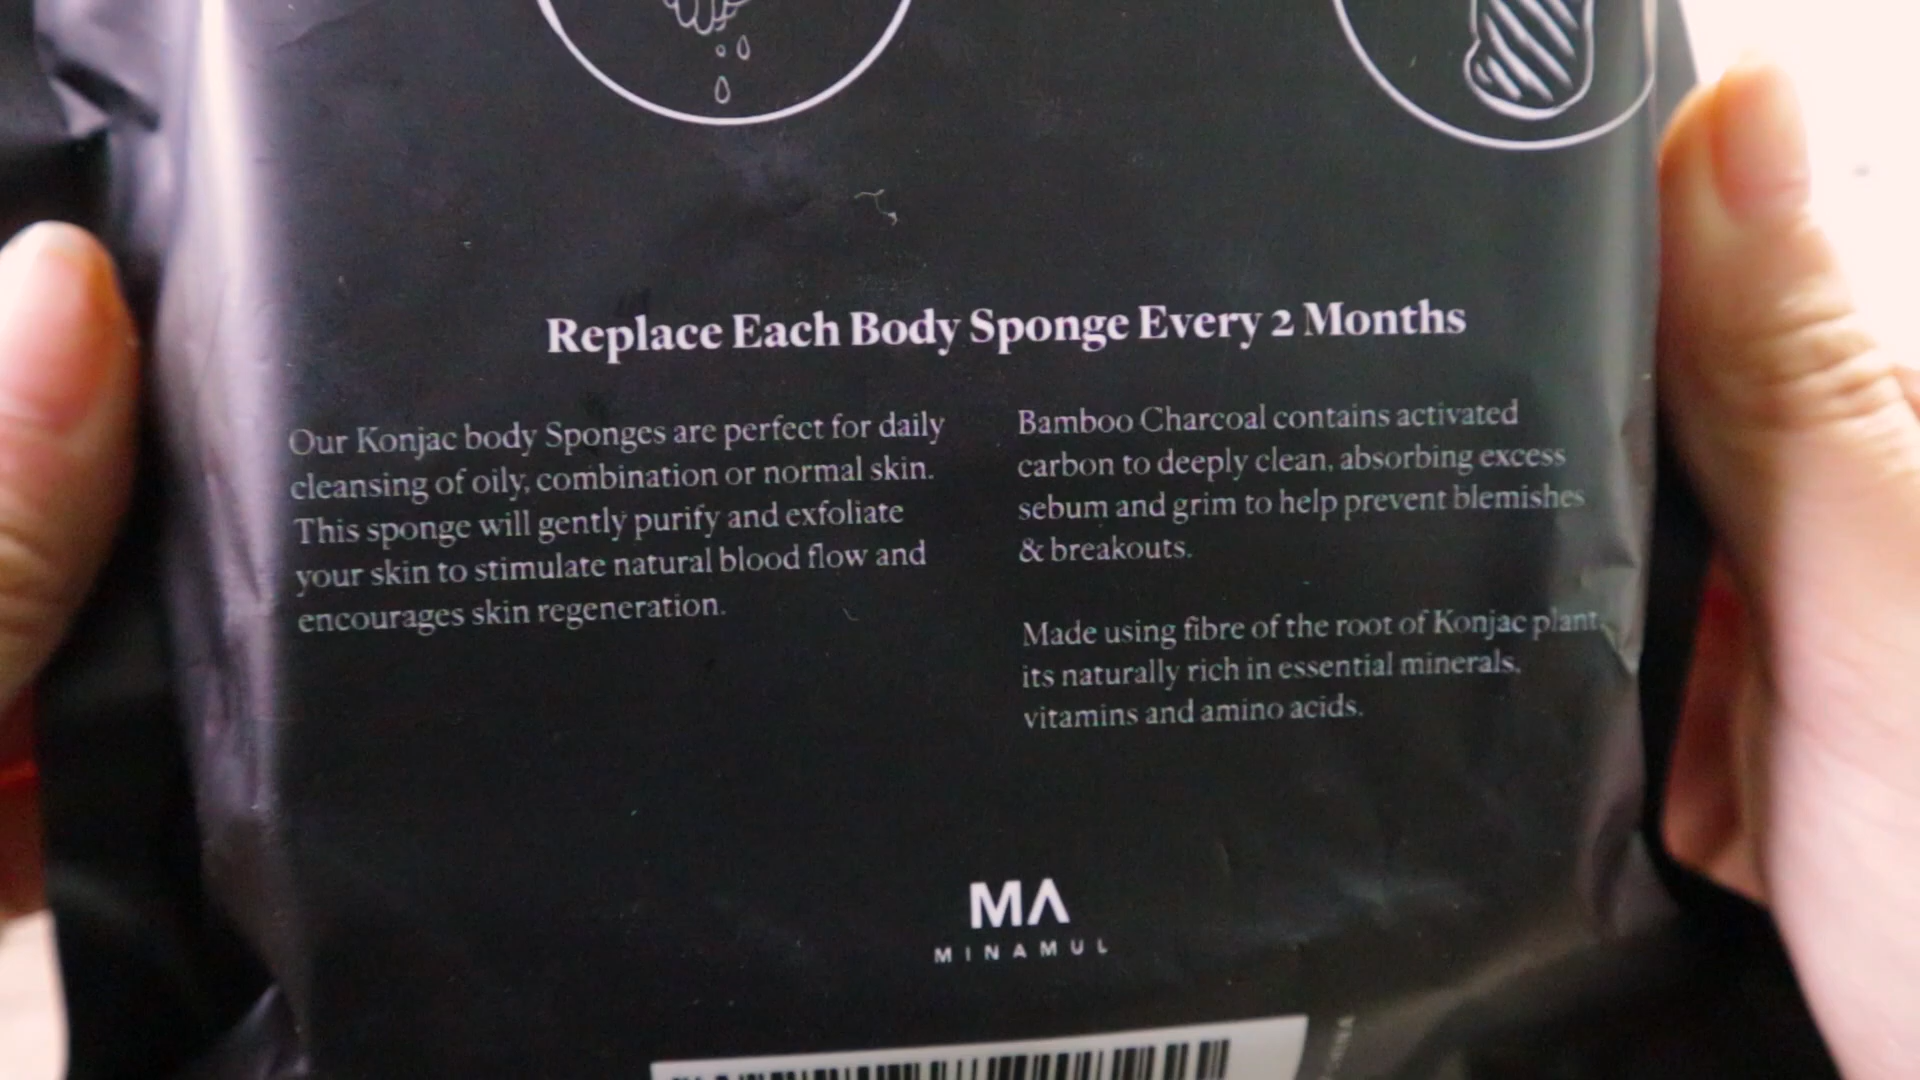 Replace Each Body Sponge Every 2 Months
Our Konjac body Sponges are perfect for daily
cleansing of oily, combination or normal skin.
This sponge will gently purify and exfoliate
your skin to stimulate natural blood flow and
encourages skin regeneration.
Bamboo Charcoal contains activated
carbon to deeply clean, absorbing excess
sebum and grim to help prevent blemishes
& breakouts.
Made using fibre of the root of Konjac plant,
its naturally rich in essential minerals,
vitamins and amino acids.
MΛ
MINAMUL